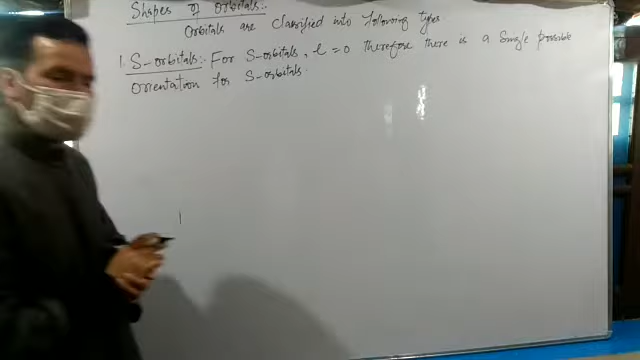 Shapes of Orbitals:-
Orbitals are classified into following types
1. S-orbitals:- For S-orbitals, l = 0 therefore there is a single possible
Orientation for S-orbitals.